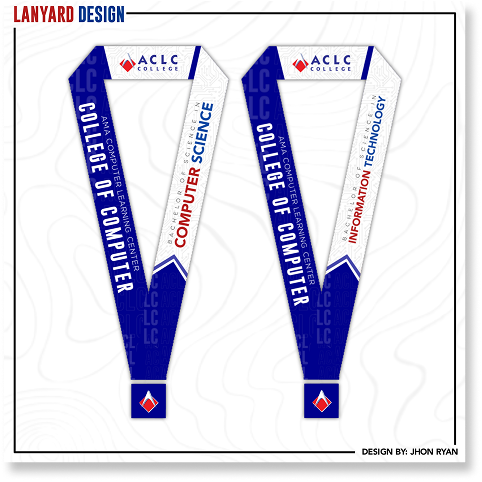 LANYARD DESIGN
ACLC
COLLEGE
AMA COMPUTER LEARNING CENTER
COLLEGE OF COMPUTER
BACHELOR OF SCIENCE IN
COMPUTER SCIENCE
ACLC
COLLEGE
AMA COMPUTER LEARNING CENTER
COLLEGE OF COMPUTER
BACHELOR OF SCIENCE IN
INFORMATION TECHNOLOGY
DESIGN BY: JHON RYAN